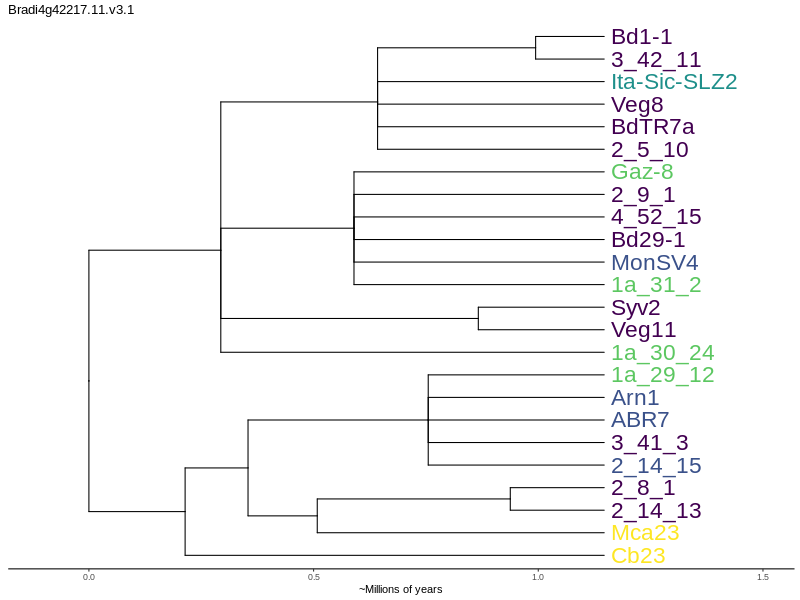 Bradi4g42217.11.v3.1
Bd1-1
3_42_11
Ita-Sic-SLZ2
Veg8
BdTR7a
2_5_10
Gaz-8
2_9_1
4_52_15
Bd29-1
MonSV4
1a_31_2
Syv2
Veg11
1a_30_24
1a_29_12
Arn1
ABR7
3_41_3
2_14_15
2_8_1
2_14_13
Mca23
Cb23
0.0 0.5 1.0 1.5
~Millions of years